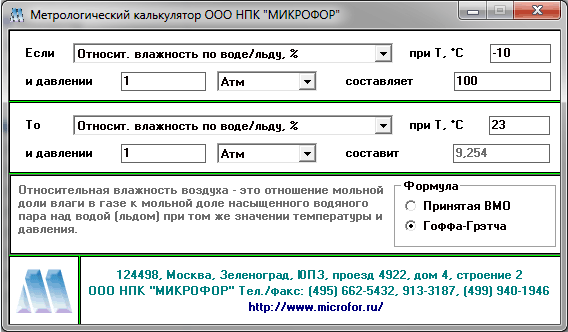 Метрологический калькулятор ООО НПК "МИКРОФОР"
Если Относит. влажность по воде/льду, % при T, °C -10
и давлении 1 Атм составляет 100
То Относит. влажность по воде/льду, % при T, °C 23
и давлении 1 Атм составит 9,254
Относительная влажность воздуха - это отношение мольной
доли влаги в газе к мольной доле насыщенного водяного
пара над водой (льдом) при том же значении температуры и
давления.
Формула
Принятая ВМО
Гоффа-Грэтча
124498, Москва, Зеленоград, ЮПЗ, проезд 4922, дом 4, строение 2
ООО НПК "МИКРОФОР" Тел./Факс: (495) 662-5432, 913-3187, (499) 940-1946
http://www.microfor.ru/